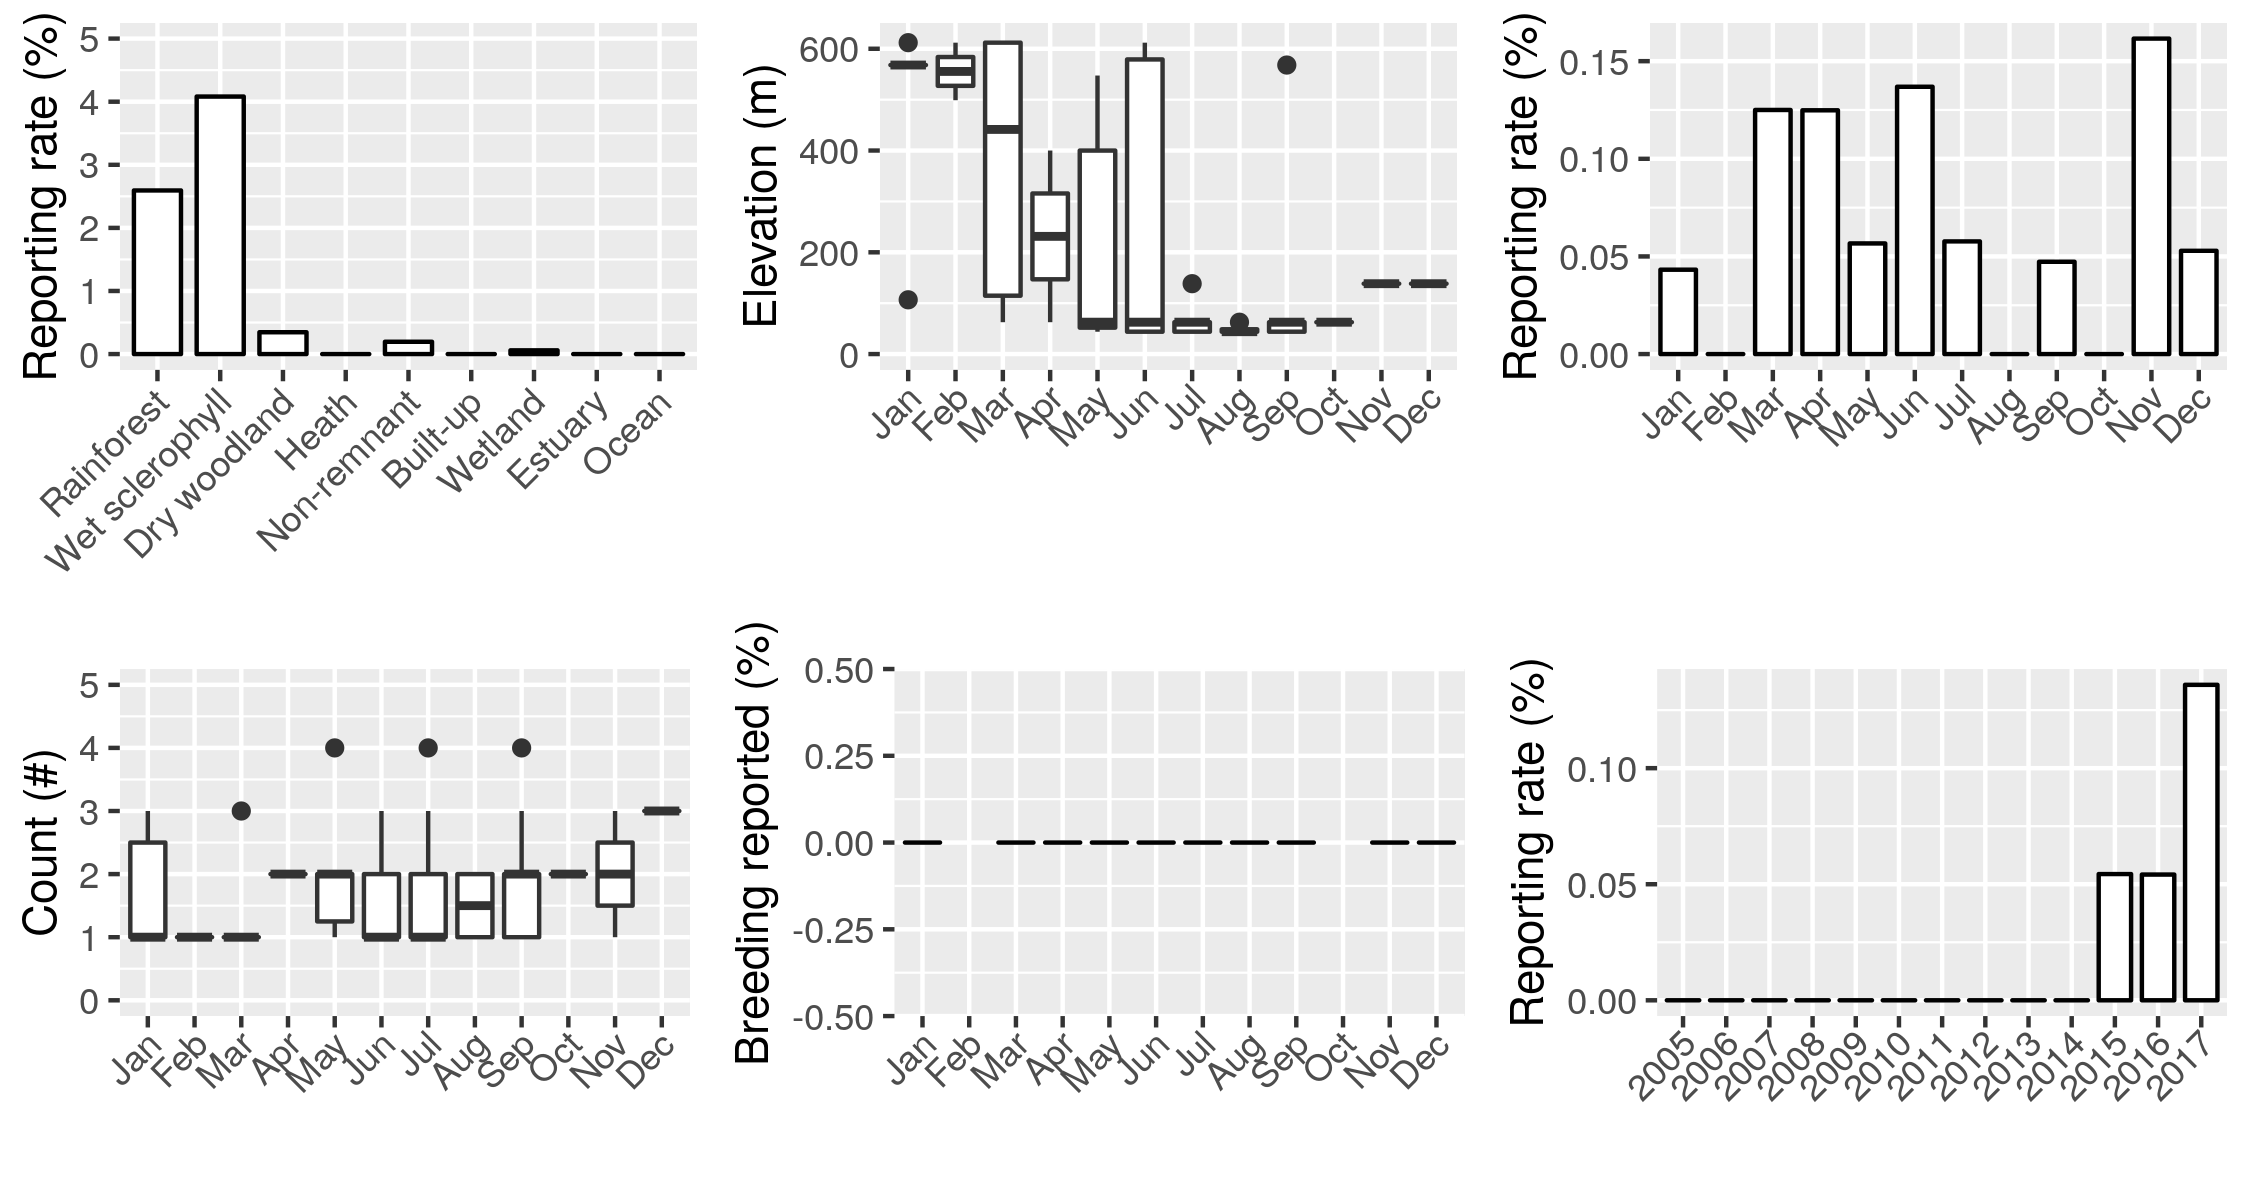 Reporting rate (%)
5
4
3
2
1
0
Rainforest
Wet sclerophyll
Dry woodland
Heath
Non-remnant
Built-up
Wetland
Estuary
Ocean
Elevation (m)
600
400
200
0
Jan
Feb
Mar
Apr
May
Jun
Jul
Aug
Sep
Oct
Nov
Dec
Reporting rate (%)
0.15
0.10
0.05
0.00
Jan
Feb
Mar
Apr
May
Jun
Jul
Aug
Sep
Oct
Nov
Dec
Count (#)
5
4
3
2
1
0
Jan
Feb
Mar
Apr
May
Jun
Jul
Aug
Sep
Oct
Nov
Dec
Breeding reported (%)
0.50
0.25
0.00
-0.25
-0.50
Jan
Feb
Mar
Apr
May
Jun
Jul
Aug
Sep
Oct
Nov
Dec
Reporting rate (%)
0.10
0.05
0.00
2005
2006
2007
2008
2009
2010
2011
2012
2013
2014
2015
2016
2017